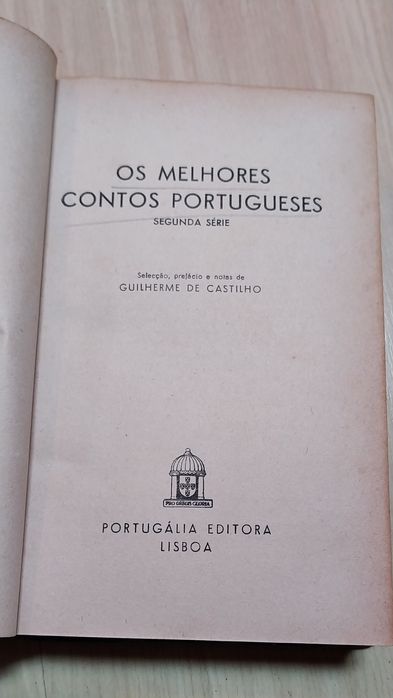 OS MELHORES
CONTOS PORTUGUESES
SEGUNDA SÉRIE
Selecção, prefácio e notas de
GUILHERME DE CASTILHO
PORTUGÁLIA EDITORA
LISBOA